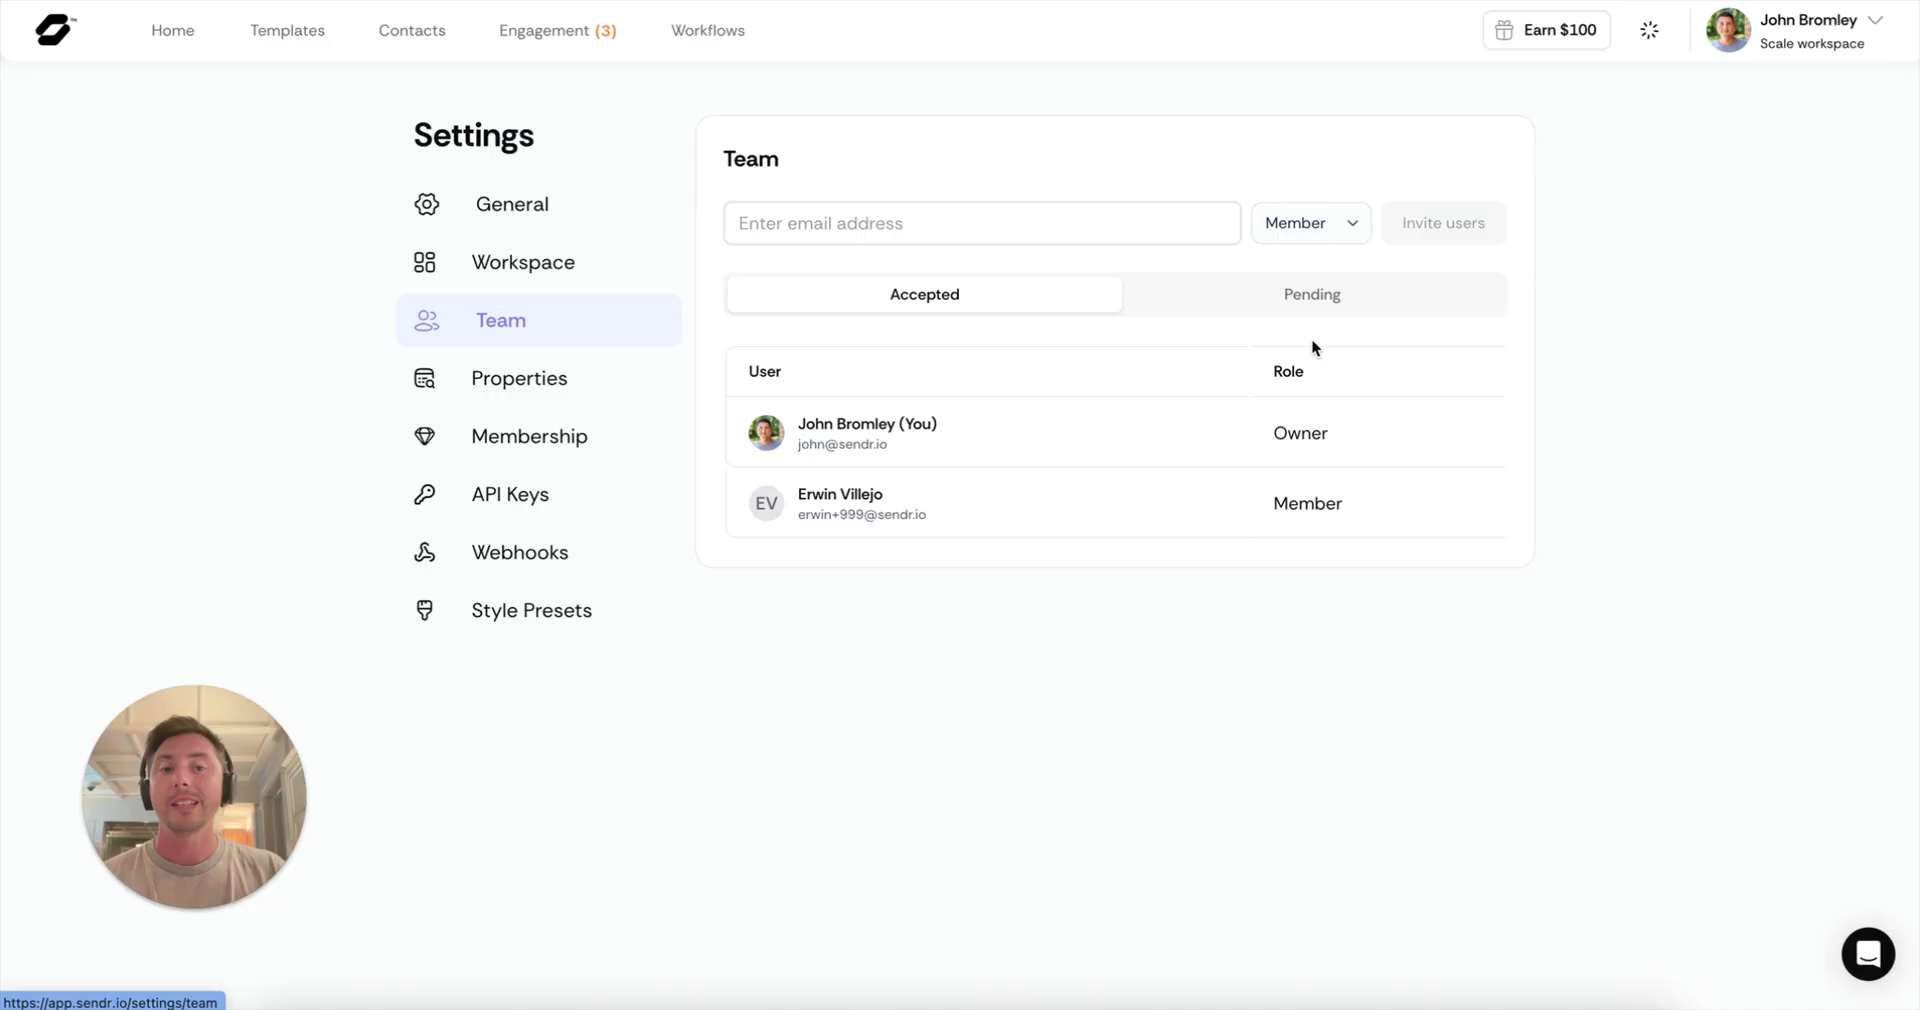 Home
Templates
Contacts
Engagement (3)
Workflows
Earn $100
John Bromley
Scale workspace
Settings
General
Workspace
Team
Properties
Membership
API Keys
Webhooks
Style Presets
Team
Enter email address
Member
Invite users
Accepted
Pending
User
Role
John Bromley (You)
john@sendr.io
Owner
EV
Erwin Villejo
erwin+999@sendr.io
Member
https://app.sendr.io/settings/team